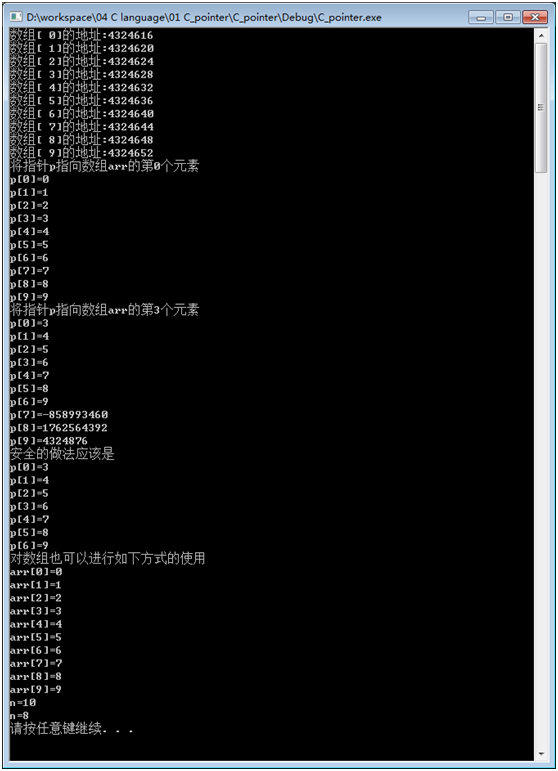 D:\workspace\04 C language\01 C_pointer\C_pointer\Debug\C_pointer.exe
数组[ 0]的地址:4324616
数组[ 1]的地址:4324620
数组[ 2]的地址:4324624
数组[ 3]的地址:4324628
数组[ 4]的地址:4324632
数组[ 5]的地址:4324636
数组[ 6]的地址:4324640
数组[ 7]的地址:4324644
数组[ 8]的地址:4324648
数组[ 9]的地址:4324652
将指针p指向数组arr的第0个元素
p[0]=0
p[1]=1
p[2]=2
p[3]=3
p[4]=4
p[5]=5
p[6]=6
p[7]=7
p[8]=8
p[9]=9
将指针p指向数组arr的第3个元素
p[0]=3
p[1]=4
p[2]=5
p[3]=6
p[4]=7
p[5]=8
p[6]=9
p[7]=-858993460
p[8]=1762564392
p[9]=4324876
安全的做法应该是
p[0]=3
p[1]=4
p[2]=5
p[3]=6
p[4]=7
p[5]=8
p[6]=9
对数组也可以进行如下方式的使用
arr[0]=0
arr[1]=1
arr[2]=2
arr[3]=3
arr[4]=4
arr[5]=5
arr[6]=6
arr[7]=7
arr[8]=8
arr[9]=9
n=10
n=8
请按任意键继续. . .